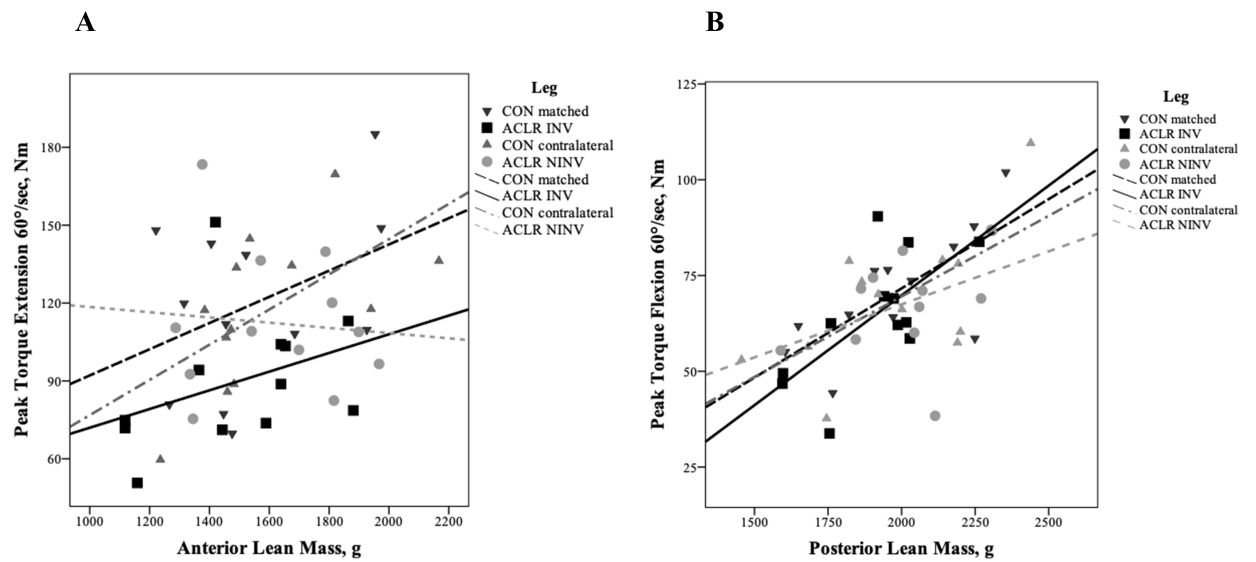 A
B
Peak Torque Extension 60°/sec, Nm
180
150
120
90
60
1000 1200 1400 1600 1800 2000 2200
Anterior Lean Mass, g
Leg
CON matched
ACLR INV
CON contralateral
ACLR NINV
CON matched
ACLR INV
CON contralateral
ACLR NINV
Peak Torque Flexion 60°/sec, Nm
125
100
75
50
25
1500 1750 2000 2250 2500
Posterior Lean Mass, g
Leg
CON matched
ACLR INV
CON contralateral
ACLR NINV
CON matched
ACLR INV
CON contralateral
ACLR NINV